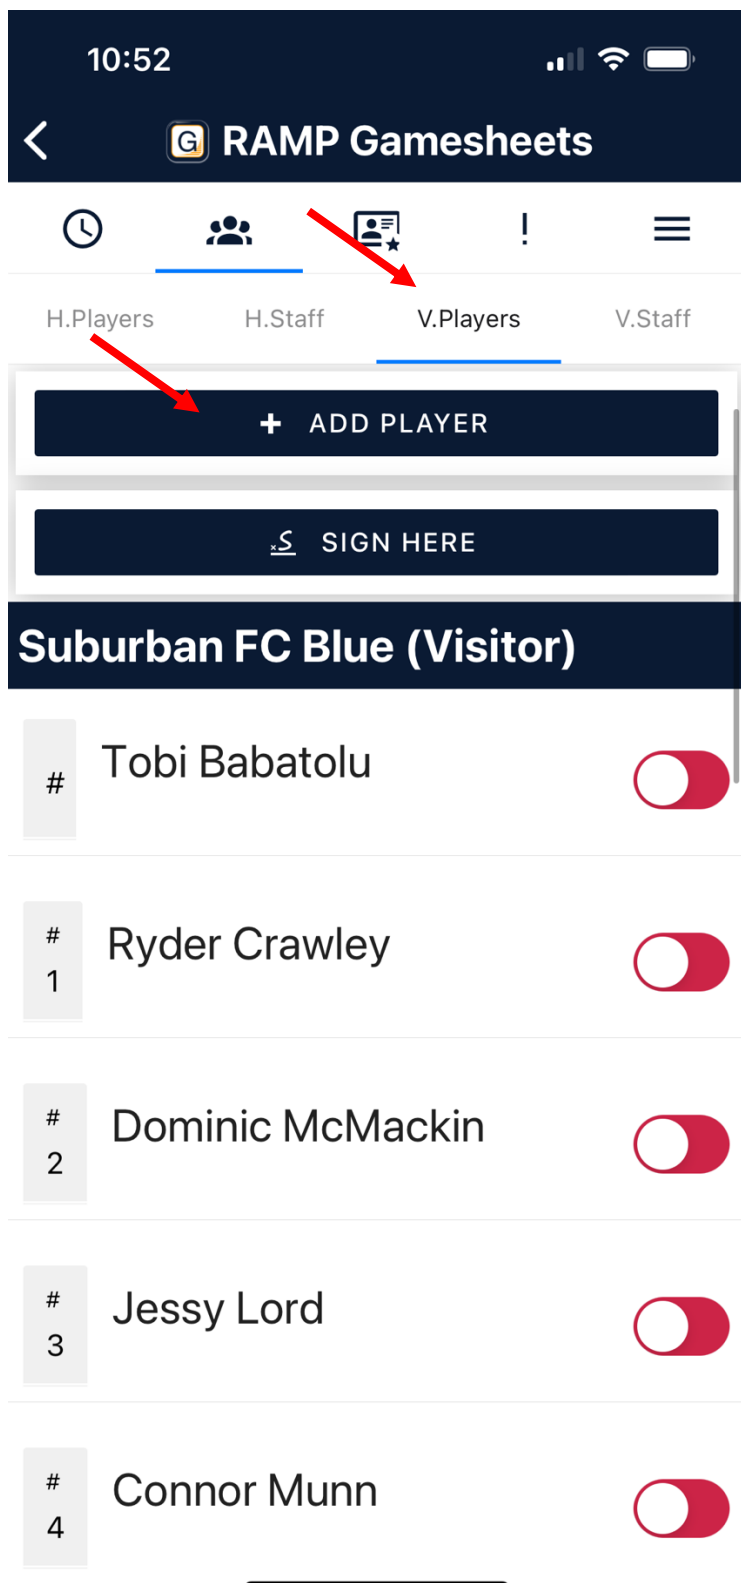 10:52
G RAMP Gamesheets
!
H.Players H.Staff V.Players V.Staff
+ ADD PLAYER
xS SIGN HERE
Suburban FC Blue (Visitor)
# Tobi Babatolu
# 1 Ryder Crawley
# 2 Dominic McMackin
# 3 Jessy Lord
# 4 Connor Munn